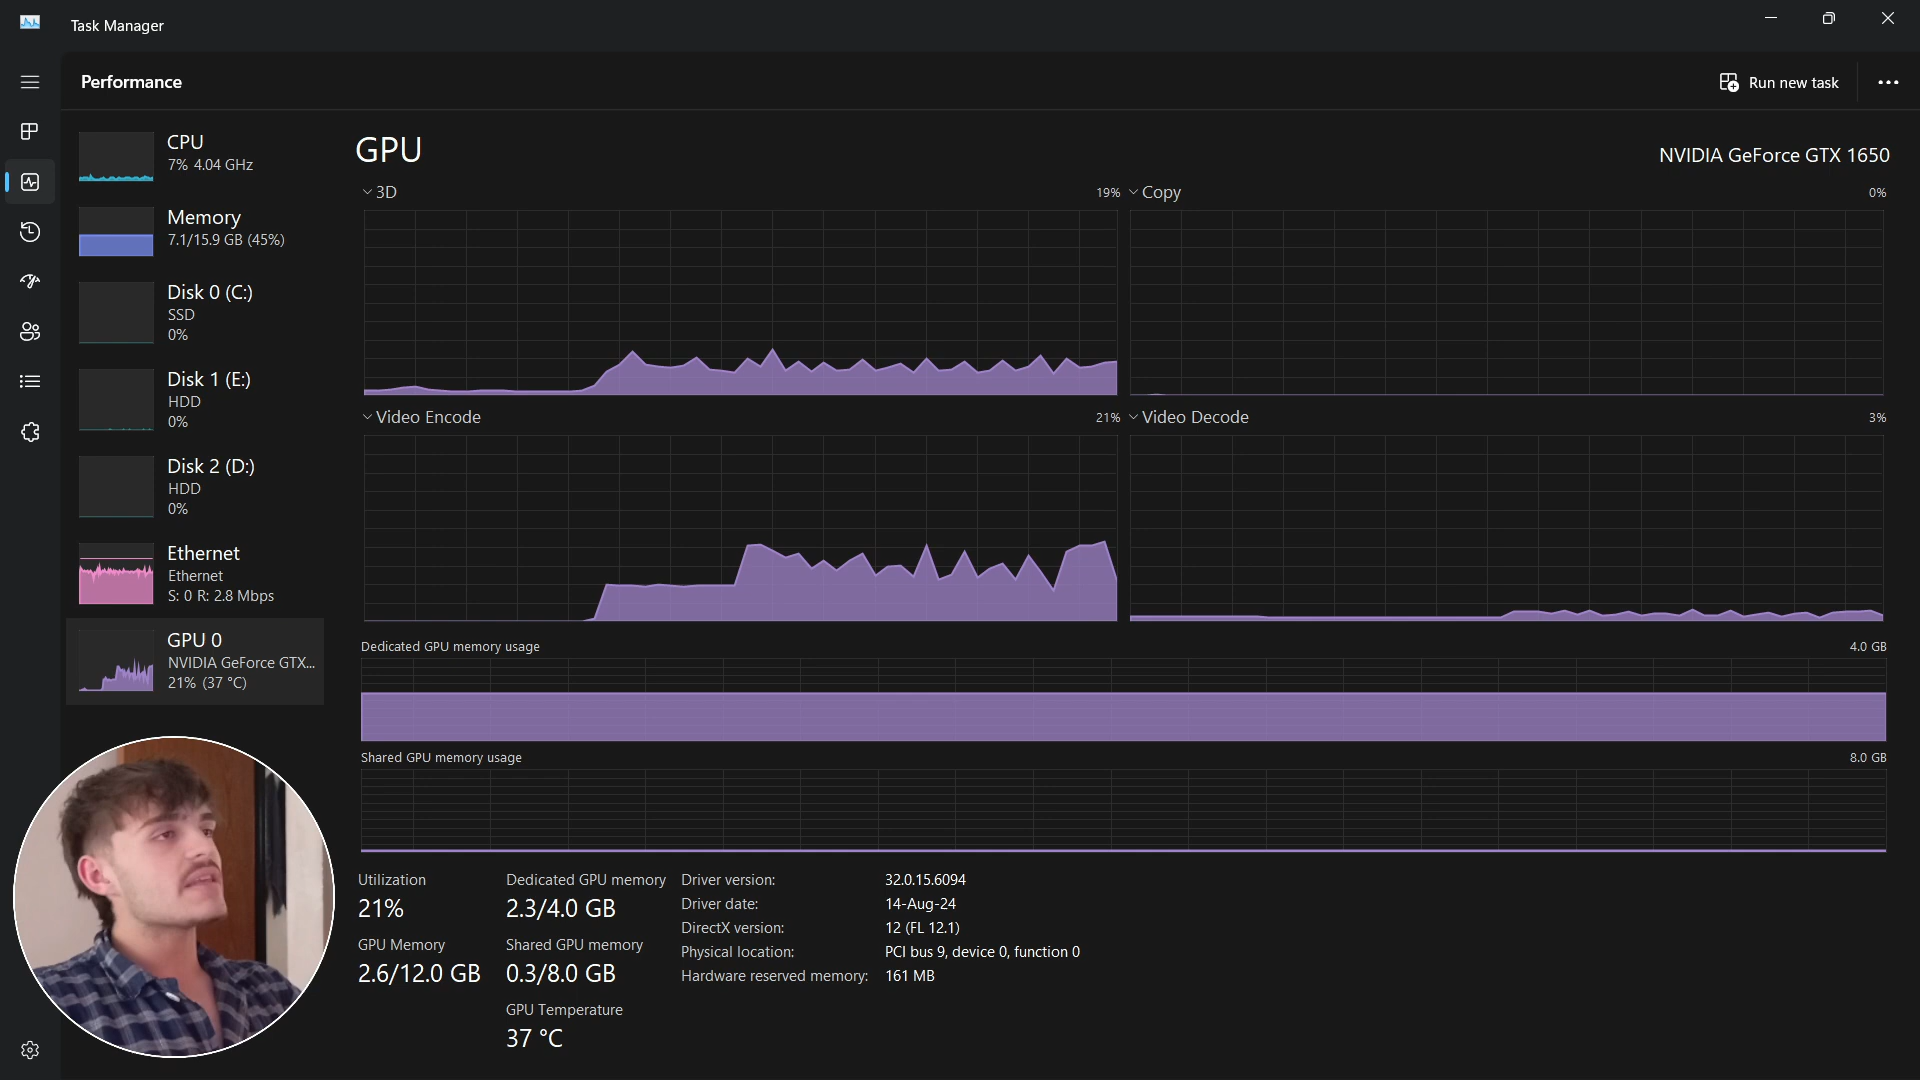 Task Manager
Performance
Run new task
CPU
7% 4.04 GHz
Memory
7.1/15.9 GB (45%)
Disk 0 (C:)
SSD
0%
Disk 1 (E:)
HDD
0%
Disk 2 (D:)
HDD
0%
Ethernet
Ethernet
S: 0 R: 2.8 Mbps
GPU 0
NVIDIA GeForce GTX...
21% (37 °C)
GPU
NVIDIA GeForce GTX 1650
3D 19%
Copy 0%
Video Encode 21%
Video Decode 3%
Dedicated GPU memory usage 4.0 GB
Shared GPU memory usage 8.0 GB
Utilization
21%
GPU Memory
2.6/12.0 GB
Dedicated GPU memory
2.3/4.0 GB
Shared GPU memory
0.3/8.0 GB
GPU Temperature
37 °C
Driver version: 32.0.15.6094
Driver date: 14-Aug-24
DirectX version: 12 (FL 12.1)
Physical location: PCI bus 9, device 0, function 0
Hardware reserved memory: 161 MB